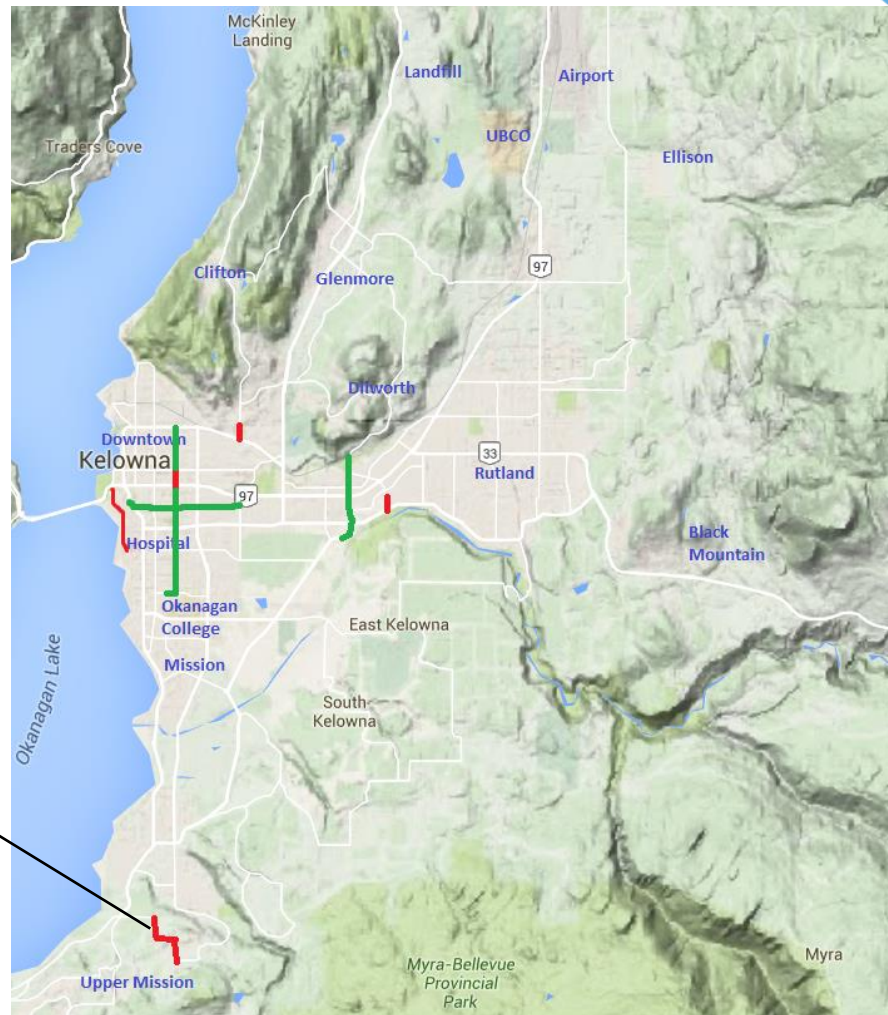 McKinley
Landing
Landfill
Airport
Traders Cove
UBCO
Ellison
Clifton
Glenmore
97
Dilworth
Downtown
Kelowna
33
Rutland
97
Hospital
Black
Mountain
Okanagan
College
East Kelowna
Mission
Okanagan Lake
South
Kelowna
Upper Mission
Myra-Bellevue
Provincial
Park
Myra